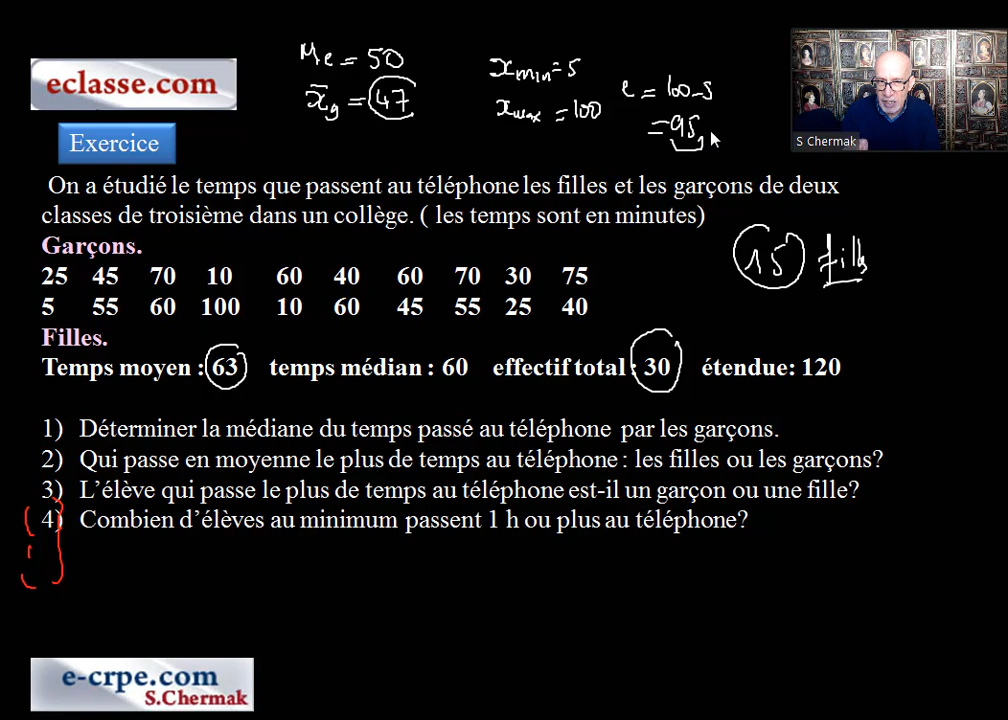 Me = 50
x̄g = 47
xmin = 5
xmax = 100
e = 100-5
= 95
eclasse.com
S Chermak
Exercice
On a étudié le temps que passent au téléphone les filles et les garçons de deux
classes de troisième dans un collège. ( les temps sont en minutes)
Garçons.
25 45 70 10 60 40 60 70 30 75
5 55 60 100 10 60 45 55 25 40
15 filles
Filles.
Temps moyen : 63 temps médian : 60 effectif total : 30 étendue: 120
1) Déterminer la médiane du temps passé au téléphone par les garçons.
2) Qui passe en moyenne le plus de temps au téléphone : les filles ou les garçons?
3) L'élève qui passe le plus de temps au téléphone est-il un garçon ou une fille?
4) Combien d'élèves au minimum passent 1 h ou plus au téléphone?
e-crpe.com
S.Chermak